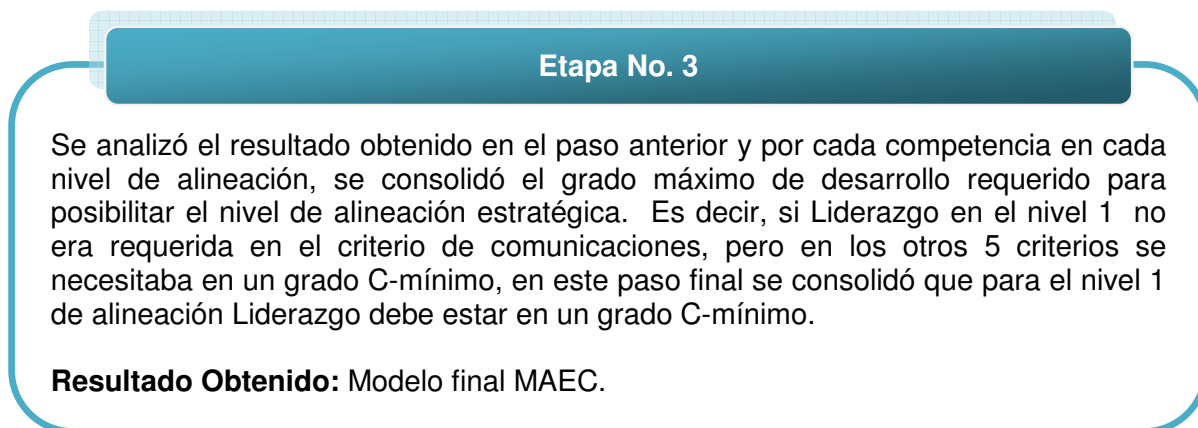 Etapa No. 3
Se analizó el resultado obtenido en el paso anterior y por cada competencia en cada
nivel de alineación, se consolidó el grado máximo de desarrollo requerido para
posibilitar el nivel de alineación estratégica. Es decir, si Liderazgo en el nivel 1 no
era requerida en el criterio de comunicaciones, pero en los otros 5 criterios se
necesitaba en un grado C-mínimo, en este paso final se consolidó que para el nivel 1
de alineación Liderazgo debe estar en un grado C-mínimo.
Resultado Obtenido: Modelo final MAEC.